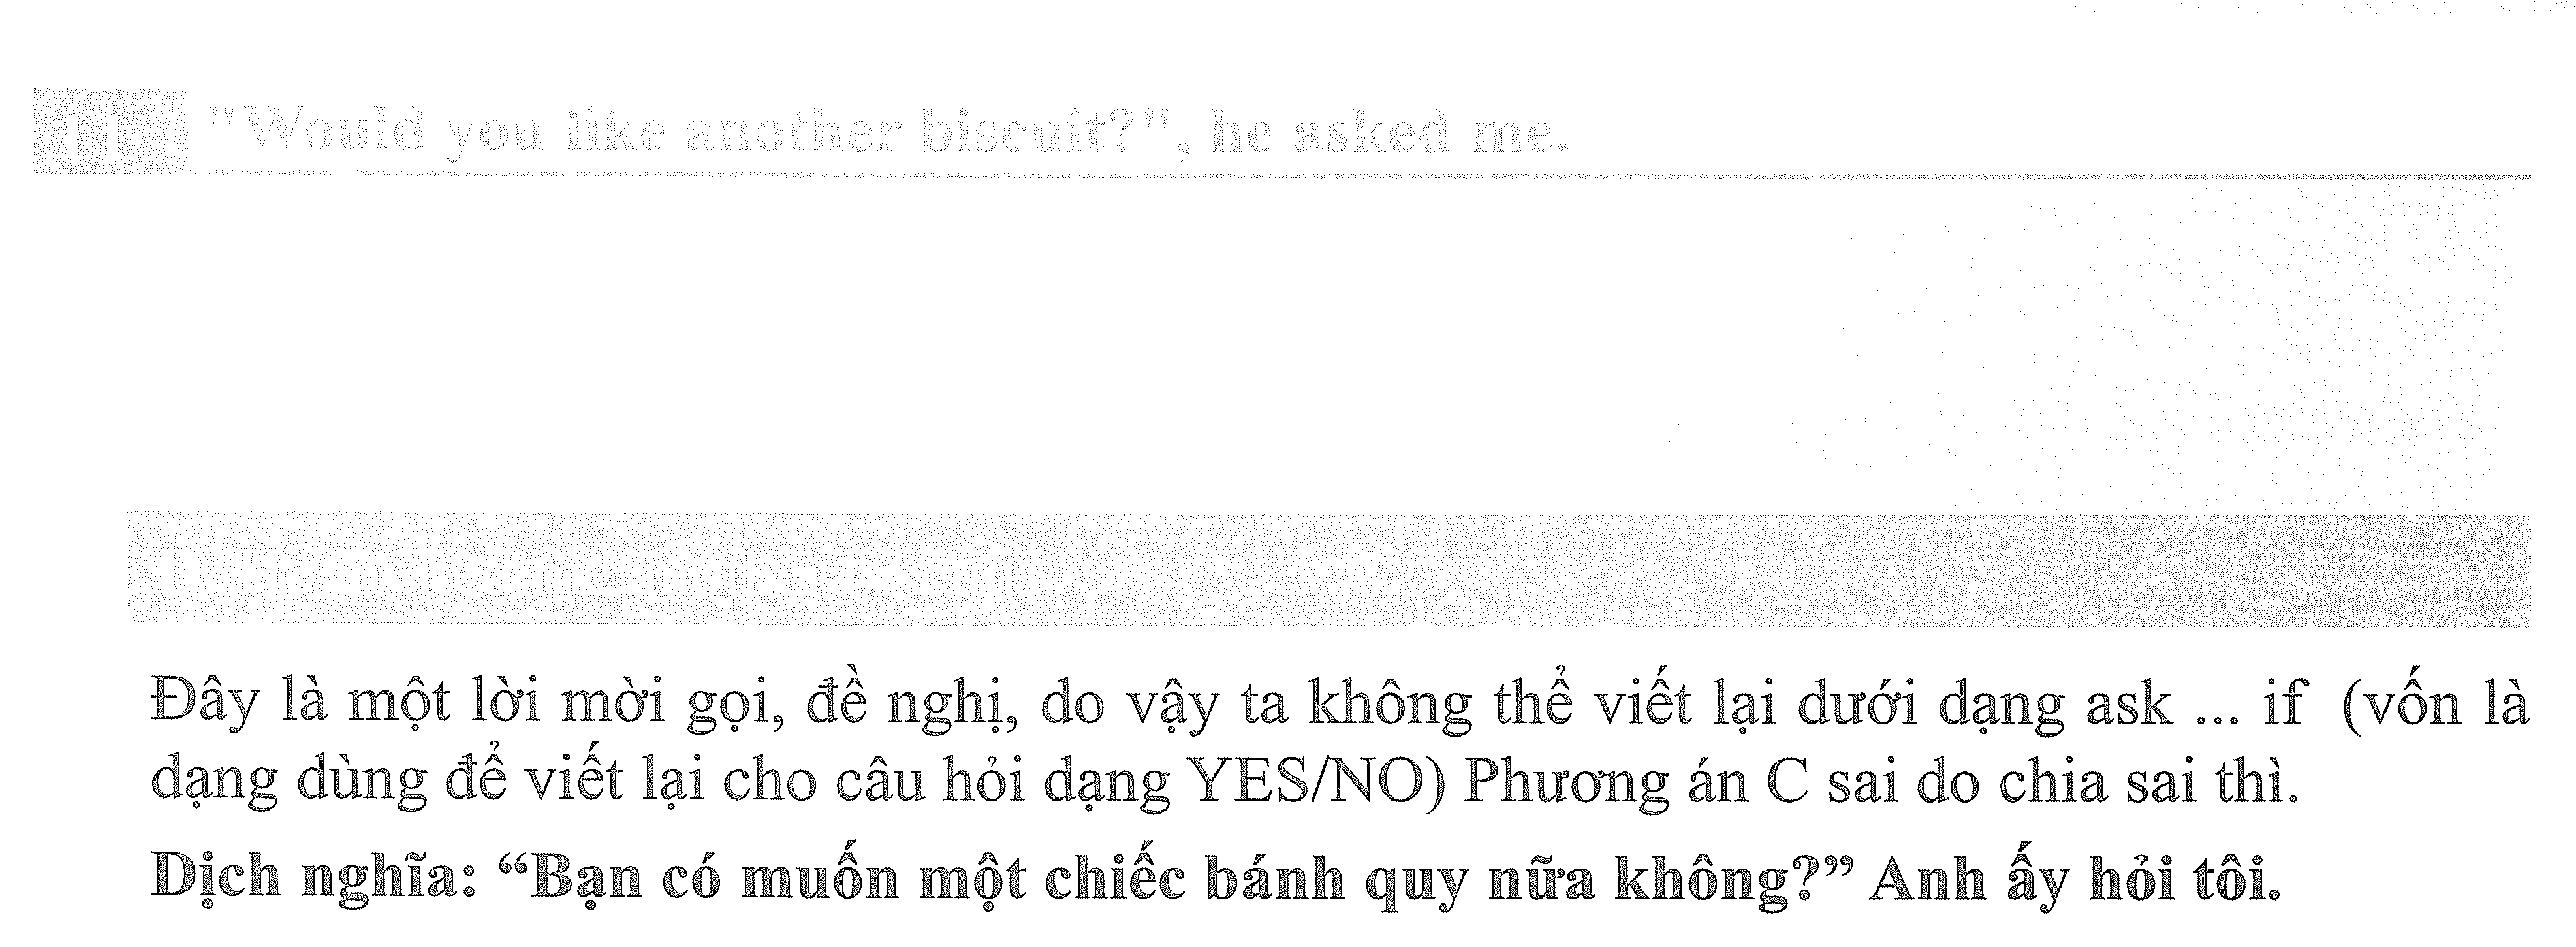 11 "Would you like another biscuit?", he asked me.
D. He invited me another biscuit.
Đây là một lời mời gọi, đề nghị, do vậy ta không thể viết lại dưới dạng ask ... if (vốn là
dạng dùng để viết lại cho câu hỏi dạng YES/NO) Phương án C sai do chia sai thì.
Dịch nghĩa: “Bạn có muốn một chiếc bánh quy nữa không?” Anh ấy hỏi tôi.